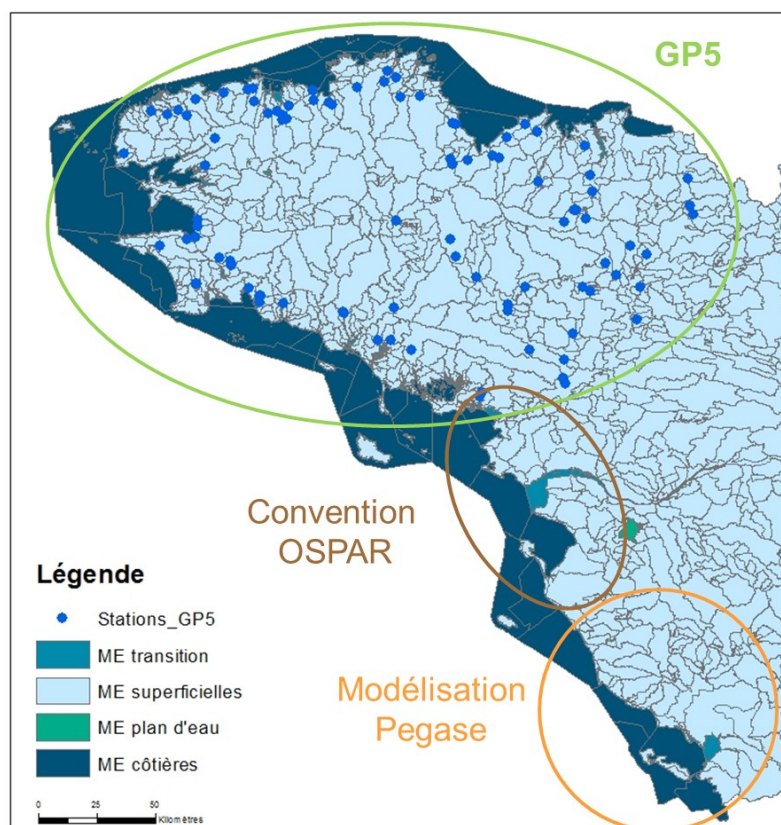 GP5
Convention
OSPAR
Modélisation
Pegase
Légende
Stations_GP5
ME transition
ME superficielles
ME plan d'eau
ME côtières
0 25 50
Kilomètres